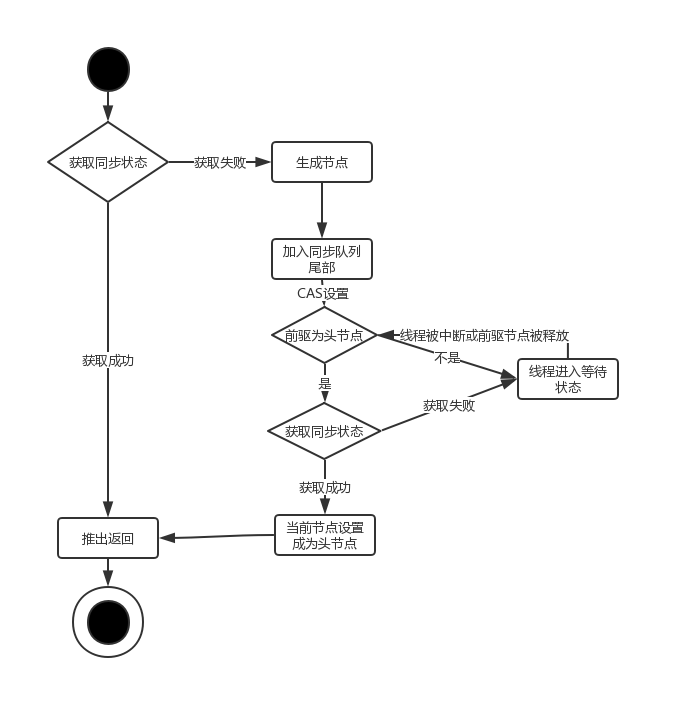 获取同步状态
获取失败
生成节点
加入同步队列
尾部
CAS设置
前驱为头节点
线程被中断或前驱节点被释放
不是
线程进入等待
状态
是
获取成功
获取同步状态
获取失败
获取成功
当前节点设置
成为头节点
推出返回